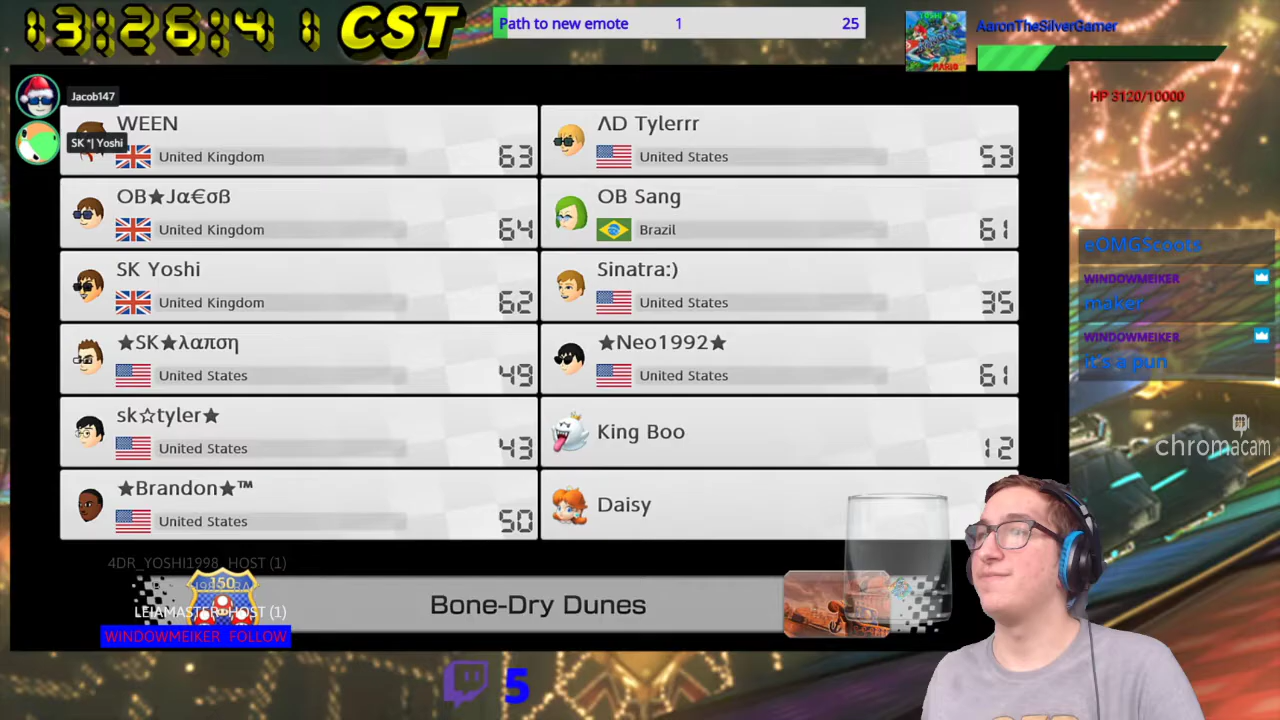 13:26:41 CST
Path to new emote 1 25
AaronTheSilverGamer
HP 3120/10000
Jacob147
SK *| Yoshi
WEEN
United Kingdom
63
OB★Jα€σß
United Kingdom
64
SK Yoshi
United Kingdom
62
★SK★λαπση
United States
49
sk☆tyler★
United States
43
★Brandon★™
United States
50
ΛD Tylerrr
United States
53
OB Sang
Brazil
61
Sinatra:)
United States
35
★Neo1992★
United States
61
King Boo
12
Daisy
eOMGScoots
WINDOWMEIKER
maker
WINDOWMEIKER
it's a pun
chromacam
4DR_YOSHI1998_HOST (1)
150
LEIAMASTER HOST (1)
WINDOWMEIKER FOLLOW
Bone-Dry Dunes
5